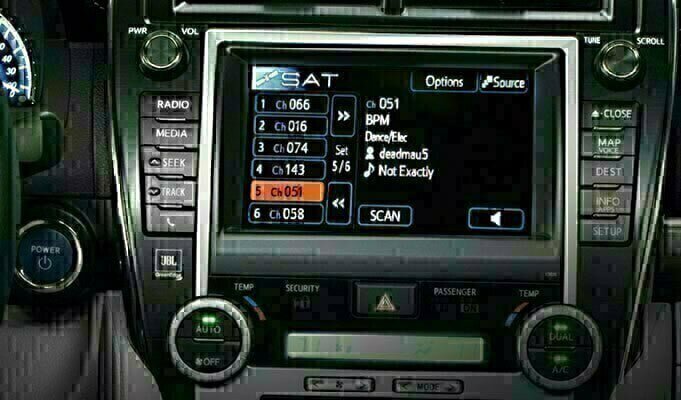 PWR VOL
TUNE SCROLL
SAT
Options
Source
RADIO
MEDIA
SEEK
TRACK
1 Ch 066
2 Ch 016
3 Ch 074
4 Ch 143
5 Ch 051
6 Ch 058
Set
5/6
Ch 051
BPM
Dance/Elec
deadmau5
Not Exactly
SCAN
CLOSE
MAP
VOICE
DEST
INFO
APPS
SETUP
POWER
JBL
GreenEdge
TEMP
SECURITY
PASSENGER
ON
TEMP
AUTO
OFF
DUAL
A/C
MODE